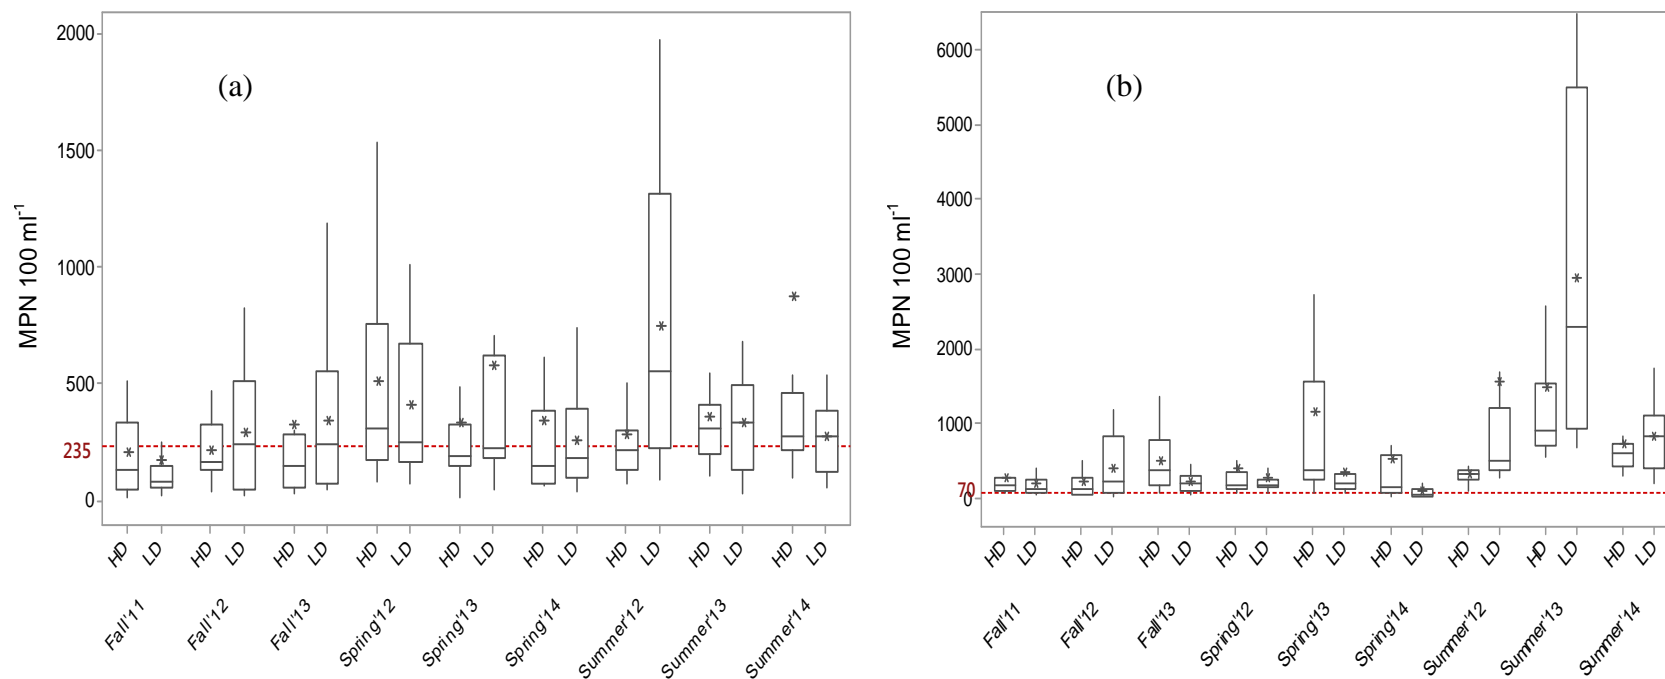 (a)
MPN 100 ml-1
2000
1500
1000
500
235
0
HD LD HD LD HD LD HD LD HD LD HD LD HD LD HD LD HD LD
Fall'11 Fall'12 Fall'13 Spring'12 Spring'13 Spring'14 Summer'12 Summer'13 Summer'14
(b)
MPN 100 ml-1
6000
5000
4000
3000
2000
1000
70
0
HD LD HD LD HD LD HD LD HD LD HD LD HD LD HD LD HD LD
Fall'11 Fall'12 Fall'13 Spring'12 Spring'13 Spring'14 Summer'12 Summer'13 Summer'14